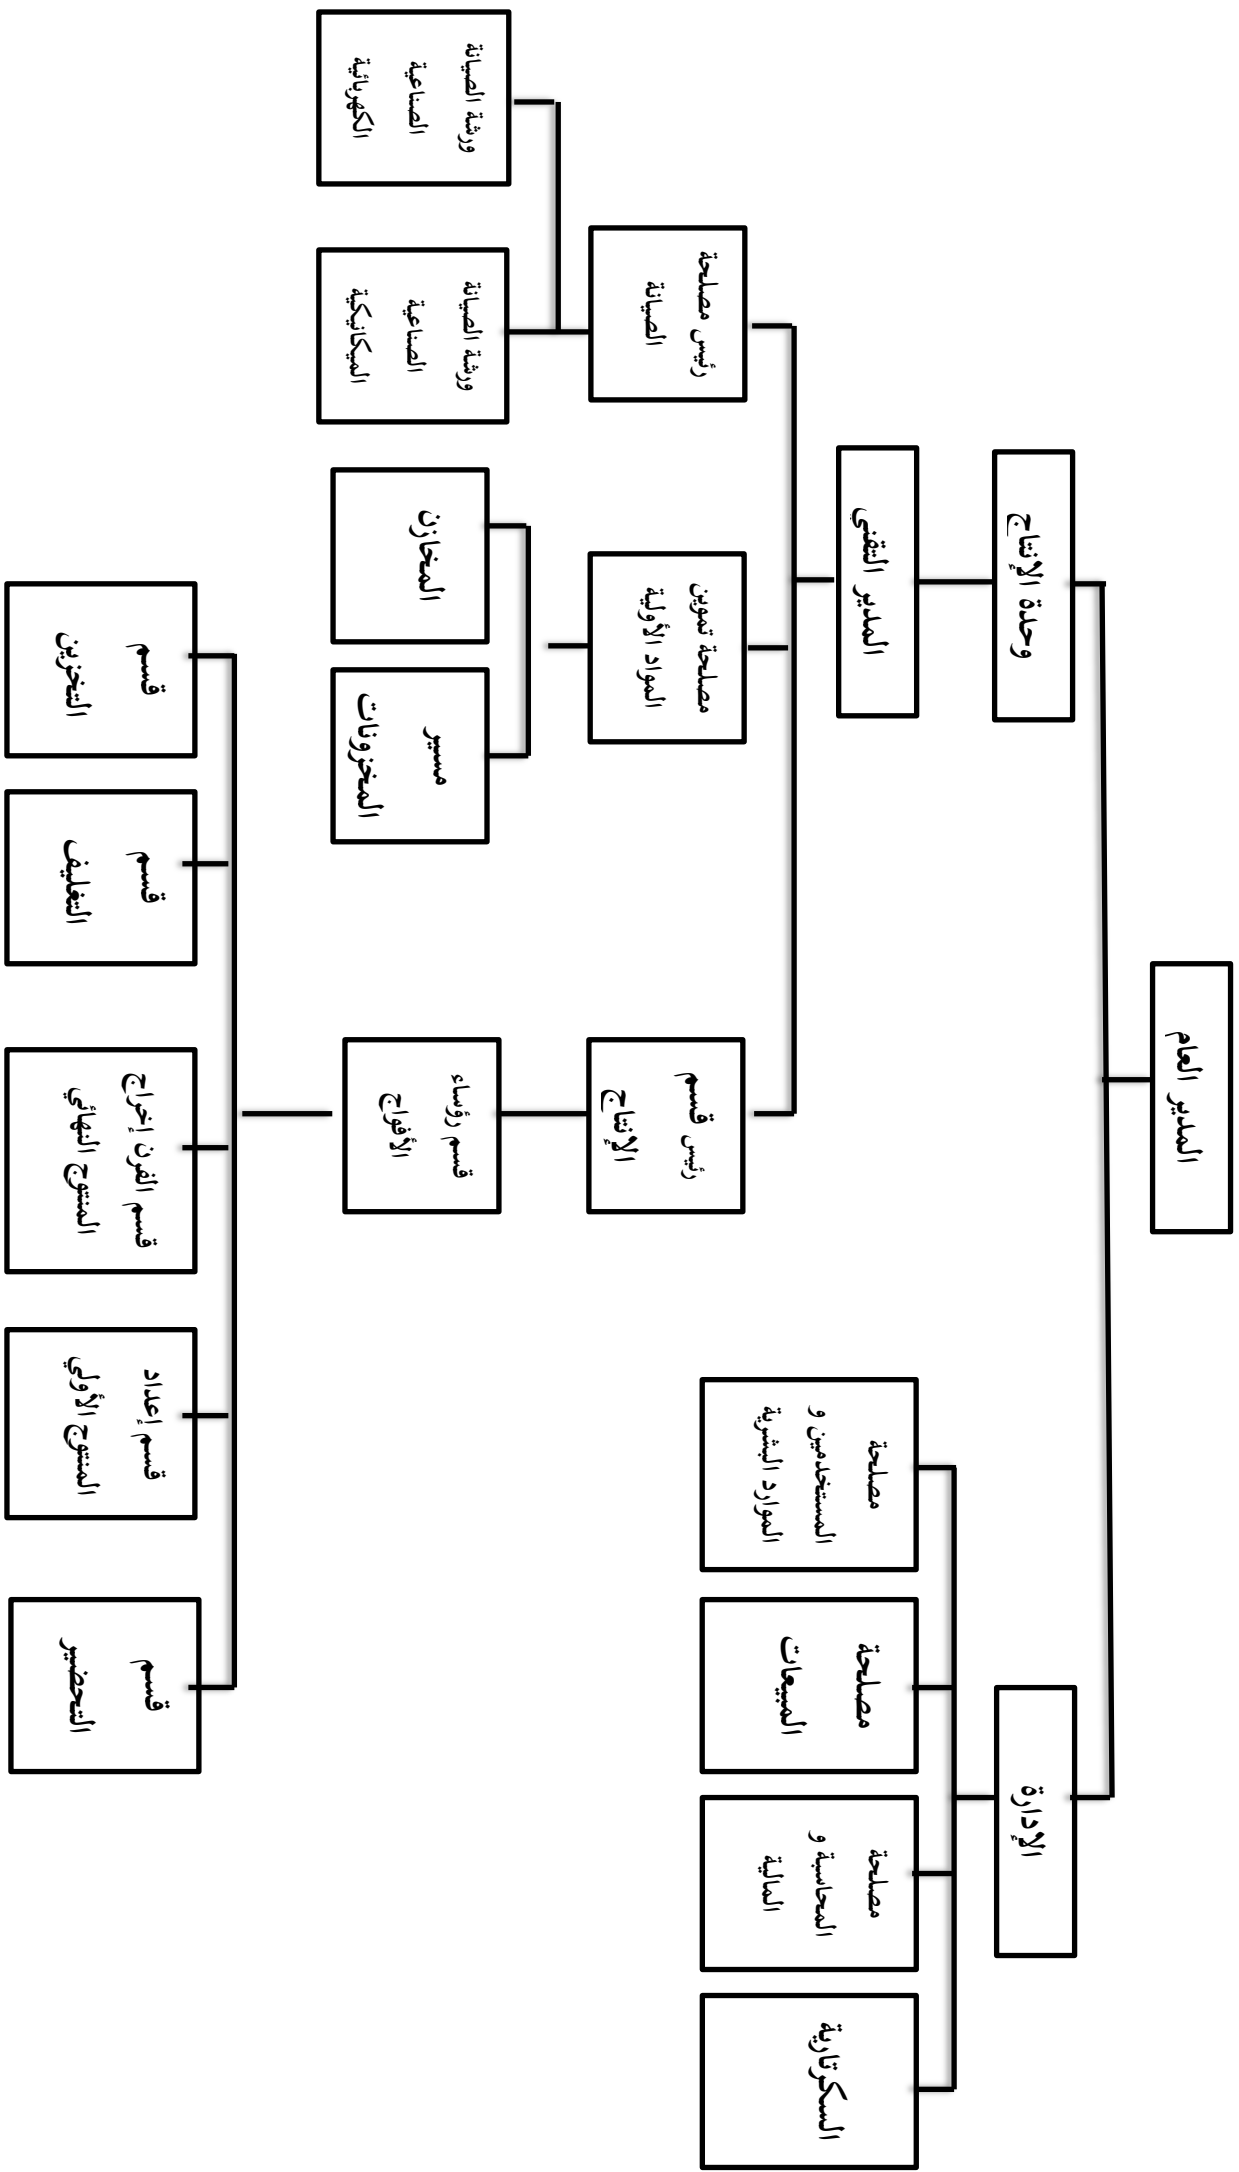 المدير العام
الإدارة
وحدة الإنتاج
السكرتارية
مصلحة
المحاسبة و
المالية
مصلحة
المبيعات
مصلحة
المستخدمين و
الموارد البشرية
المدير التقني
رئيس قسم
الإنتاج
مصلحة تموين
المواد الأولية
رئيس مصلحة
الصيانة
قسم رؤساء
الأفواج
مسير
المخزونات
المخازن
ورشة الصيانة
الصناعية
الميكانيكية
ورشة الصيانة
الصناعية
الكهربائية
قسم
التحضير
قسم إعداد
المنتوج الأولي
قسم الفرن إخراج
المنتوج النهائي
قسم
التغليف
قسم
التخزين